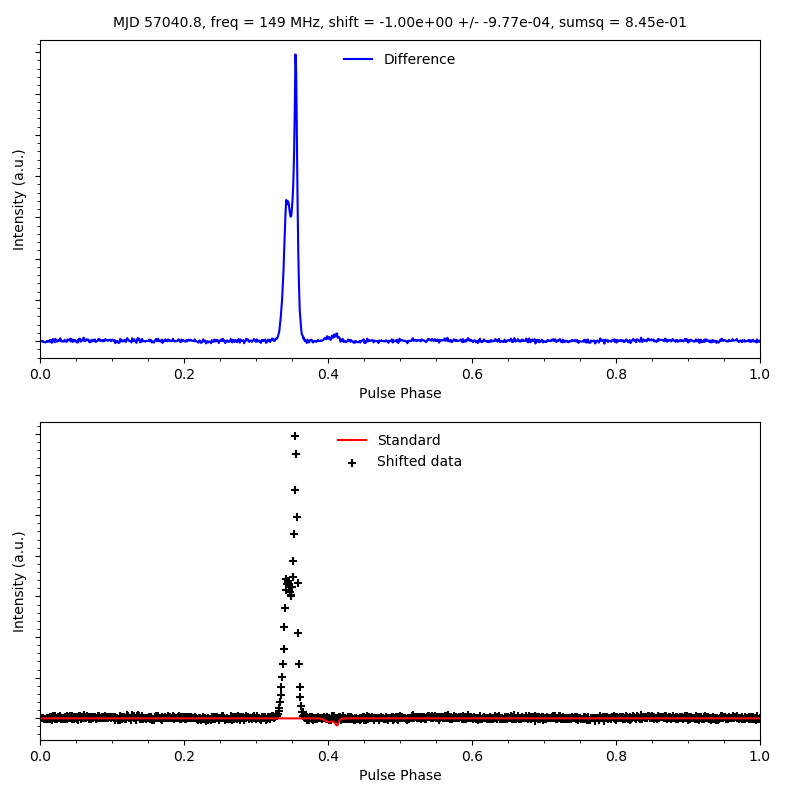 MJD 57040.8, freq = 149 MHz, shift = -1.00e+00 +/- -9.77e-04, sumsq = 8.45e-01
Difference
Intensity (a.u.)
0.0 0.2 0.4 0.6 0.8 1.0
Pulse Phase
Standard
Shifted data
Intensity (a.u.)
0.0 0.2 0.4 0.6 0.8 1.0
Pulse Phase